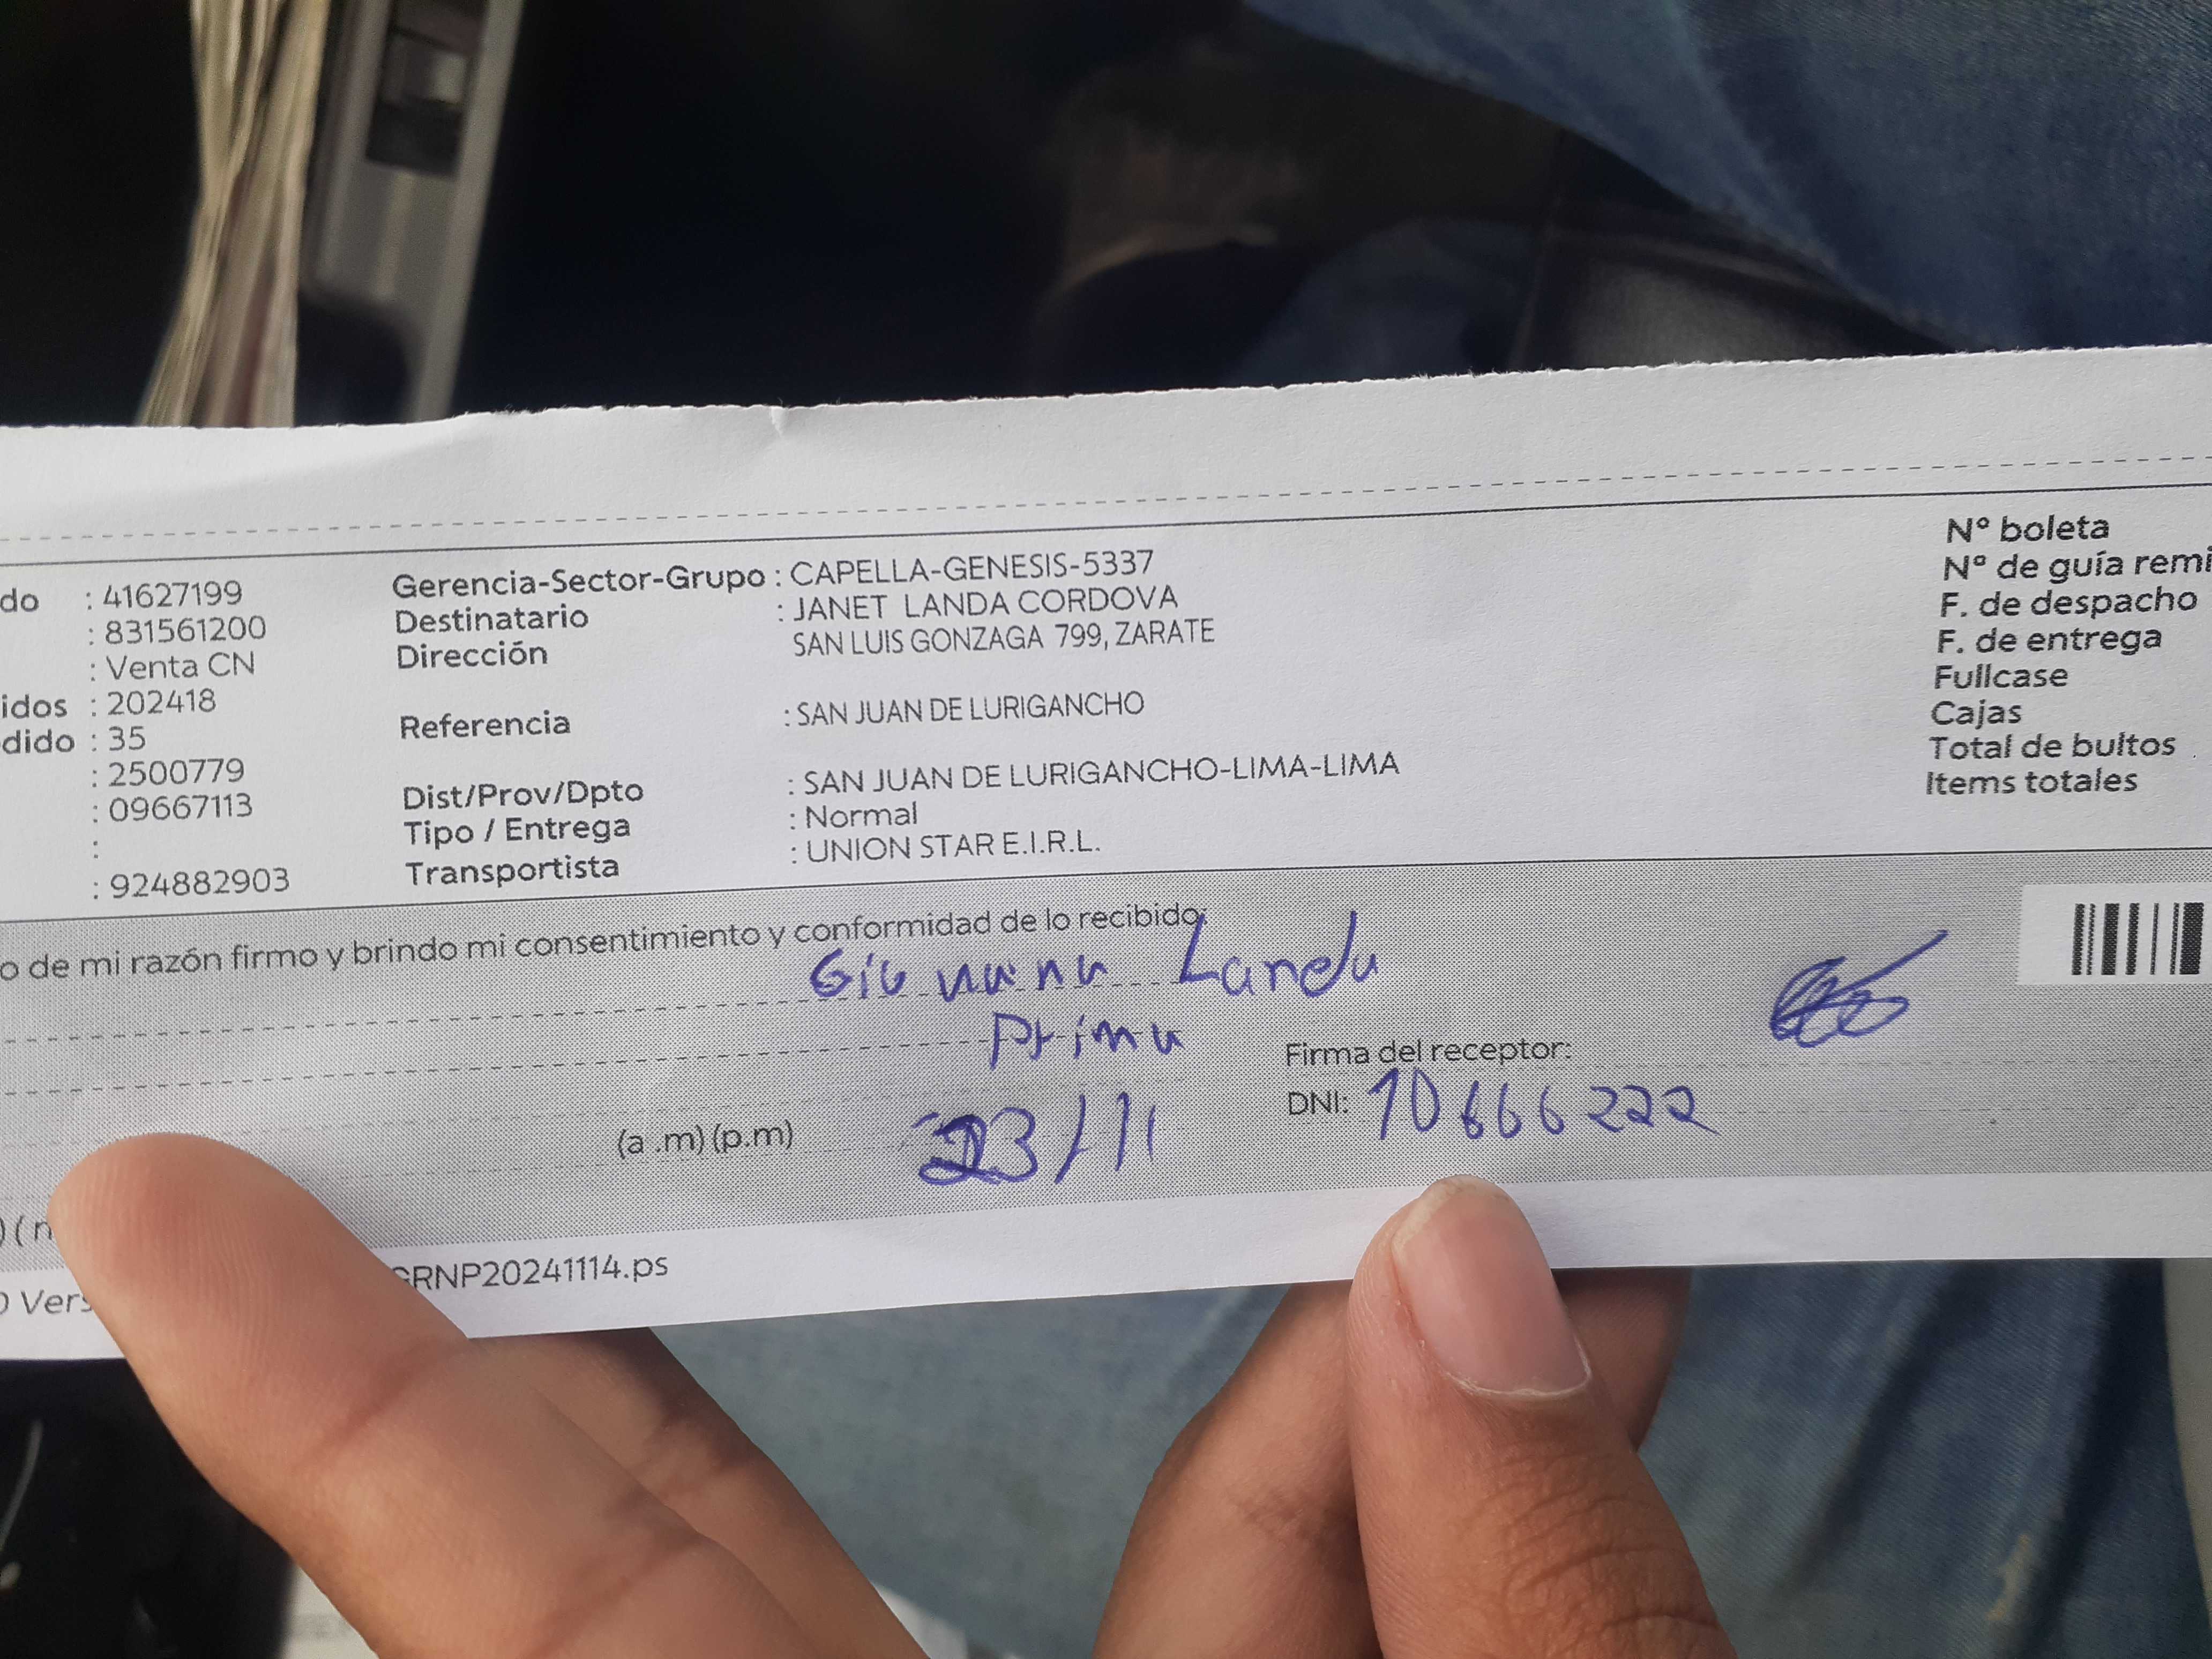 do : 41627199
: 831561200
: Venta CN
idos : 202418
dido : 35
: 2500779
: 09667113
:
: 924882903
Gerencia-Sector-Grupo : CAPELLA-GENESIS-5337
Destinatario : JANET LANDA CORDOVA
Dirección SAN LUIS GONZAGA 799, ZARATE
Referencia : SAN JUAN DE LURIGANCHO
Dist/Prov/Dpto : SAN JUAN DE LURIGANCHO-LIMA-LIMA
Tipo / Entrega : Normal
Transportista : UNION STAR E.I.R.L.
N° boleta
N° de guía remi
F. de despacho
F. de entrega
Fullcase
Cajas
Total de bultos
Items totales
o de mi razón firmo y brindo mi consentimiento y conformidad de lo recibido:
Landa
Prima
Firma del receptor:
(a .m) (p.m) 23/11
DNI: 10666222
) (n
GRNP20241114.ps
O Vers